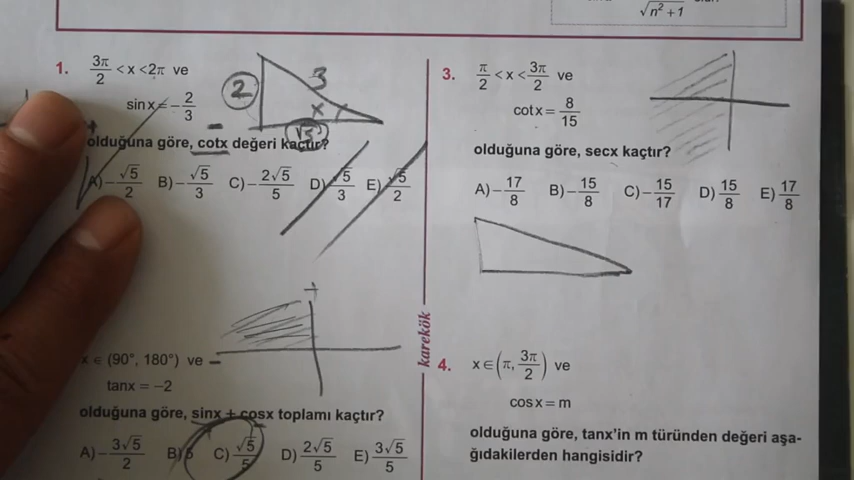 √n²+1
1. 3π/2 < x < 2π ve
sinx = -2/3
olduğuna göre, cotx değeri kaçtır?
A) -√5/2 B) -√5/3 C) -2√5/5 D) √5/3 E) √5/2
2
3
x
√5
x ∈ (90°, 180°) ve
tanx = -2
olduğuna göre, sinx + cosx toplamı kaçtır?
A) -3√5/2 B) C) √5/5 D) 2√5/5 E) 3√5/5
karekök
3. π/2 < x < 3π/2 ve
cotx = 8/15
olduğuna göre, secx kaçtır?
A) -17/8 B) -15/8 C) -15/17 D) 15/8 E) 17/8
4. x ∈ (π, 3π/2) ve
cosx = m
olduğuna göre, tanx'in m türünden değeri aşa-
ğıdakilerden hangisidir?